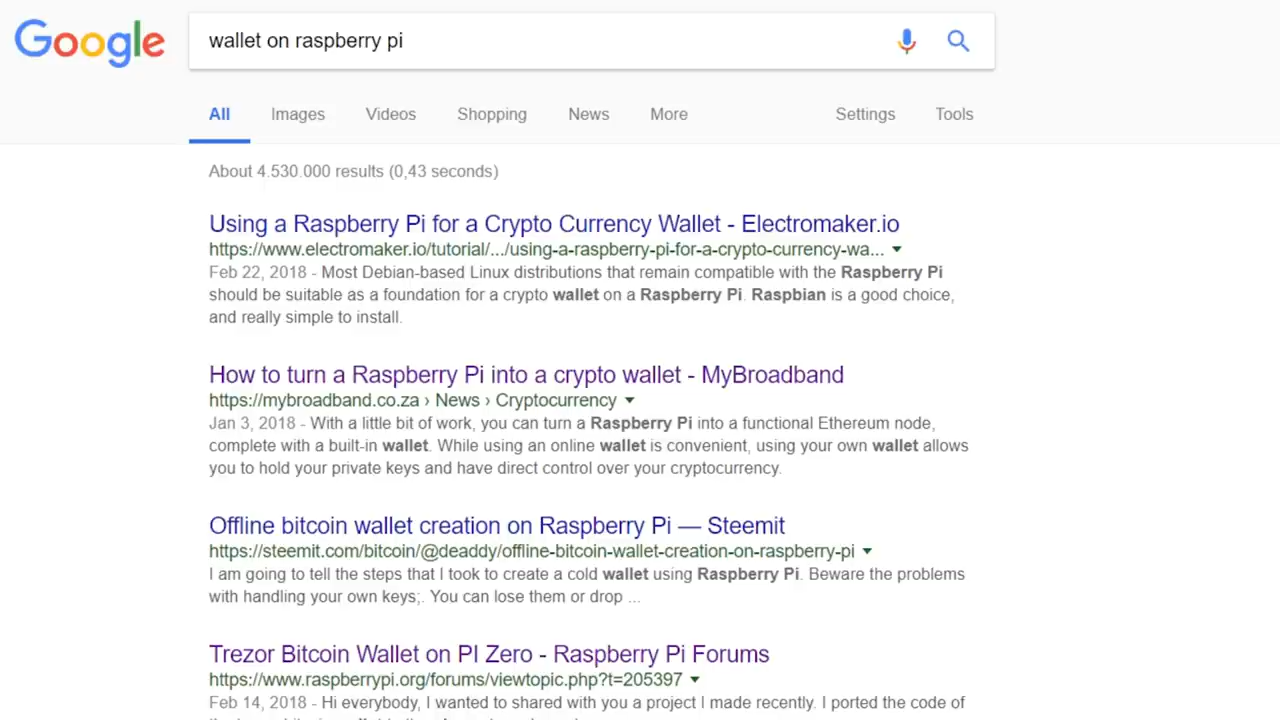 Google
wallet on raspberry pi
All Images Videos Shopping News More Settings Tools
About 4.530.000 results (0,43 seconds)
Using a Raspberry Pi for a Crypto Currency Wallet - Electromaker.io
https://www.electromaker.io/tutorial/.../using-a-raspberry-pi-for-a-crypto-currency-wa...
Feb 22, 2018 - Most Debian-based Linux distributions that remain compatible with the Raspberry Pi
should be suitable as a foundation for a crypto wallet on a Raspberry Pi. Raspbian is a good choice,
and really simple to install.
How to turn a Raspberry Pi into a crypto wallet - MyBroadband
https://mybroadband.co.za › News › Cryptocurrency
Jan 3, 2018 - With a little bit of work, you can turn a Raspberry Pi into a functional Ethereum node,
complete with a built-in wallet. While using an online wallet is convenient, using your own wallet allows
you to hold your private keys and have direct control over your cryptocurrency.
Offline bitcoin wallet creation on Raspberry Pi — Steemit
https://steemit.com/bitcoin/@deaddy/offline-bitcoin-wallet-creation-on-raspberry-pi
I am going to tell the steps that I took to create a cold wallet using Raspberry Pi. Beware the problems
with handling your own keys;. You can lose them or drop ...
Trezor Bitcoin Wallet on PI Zero - Raspberry Pi Forums
https://www.raspberrypi.org/forums/viewtopic.php?t=205397
Feb 14, 2018 - Hi everybody, I wanted to shared with you a project I made recently. I ported the code of